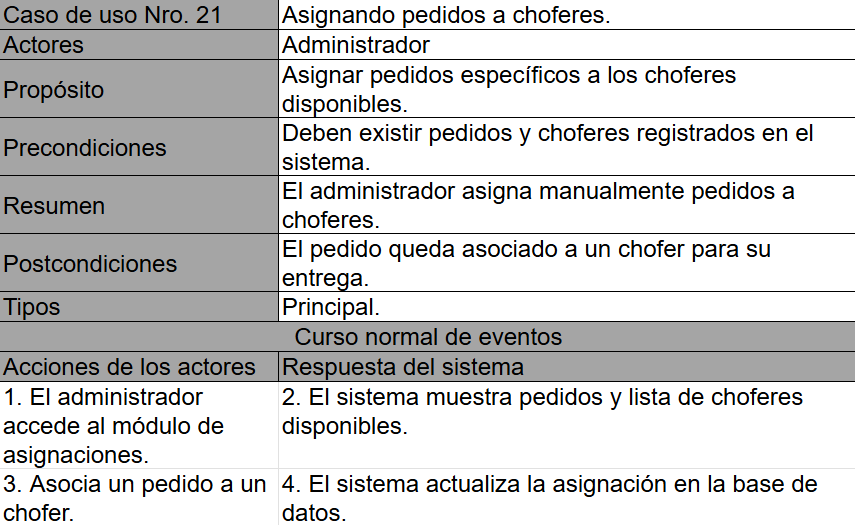 Caso de uso Nro. 21 Asignando pedidos a choferes.
Actores Administrador
Propósito Asignar pedidos específicos a los choferes
disponibles.
Precondiciones Deben existir pedidos y choferes registrados en el
sistema.
Resumen El administrador asigna manualmente pedidos a
choferes.
Postcondiciones El pedido queda asociado a un chofer para su
entrega.
Tipos Principal.
Curso normal de eventos
Acciones de los actores Respuesta del sistema
1. El administrador
accede al módulo de
asignaciones.
2. El sistema muestra pedidos y lista de choferes
disponibles.
3. Asocia un pedido a un
chofer.
4. El sistema actualiza la asignación en la base de
datos.